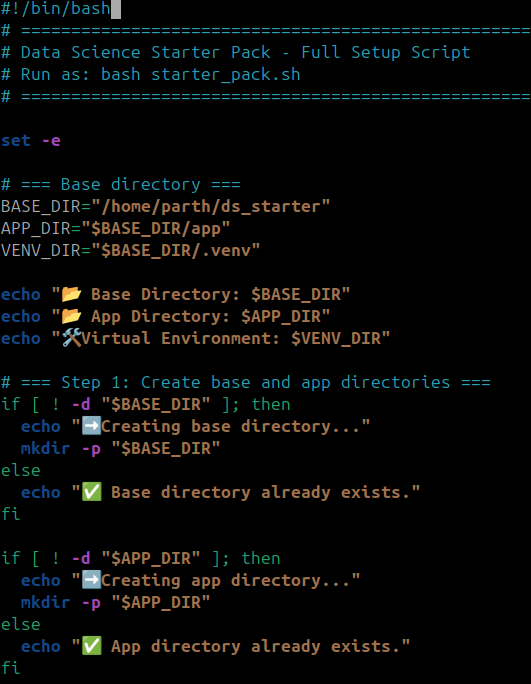 #!/bin/bash
# ===================================================
# Data Science Starter Pack - Full Setup Script
# Run as: bash starter_pack.sh
# ===================================================
set -e
# === Base directory ===
BASE_DIR="/home/parth/ds_starter"
APP_DIR="$BASE_DIR/app"
VENV_DIR="$BASE_DIR/.venv"
echo "📂 Base Directory: $BASE_DIR"
echo "📂 App Directory: $APP_DIR"
echo "🛠️Virtual Environment: $VENV_DIR"
# === Step 1: Create base and app directories ===
if [ ! -d "$BASE_DIR" ]; then
  echo "➡️Creating base directory..."
  mkdir -p "$BASE_DIR"
else
  echo "✅ Base directory already exists."
fi
if [ ! -d "$APP_DIR" ]; then
  echo "➡️Creating app directory..."
  mkdir -p "$APP_DIR"
else
  echo "✅ App directory already exists."
fi